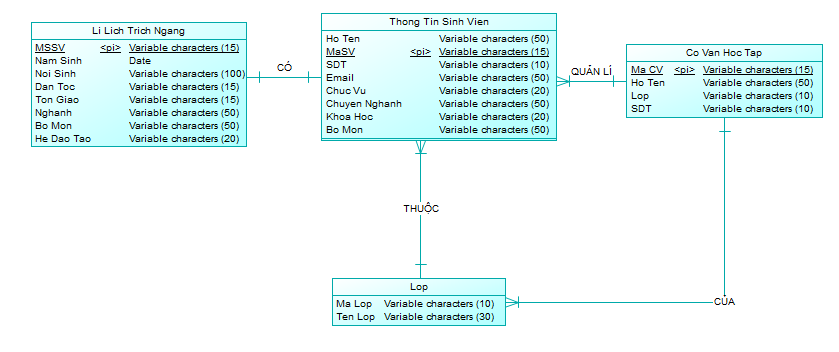 Li Lich Trich Ngang
MSSV <pi> Variable characters (15)
Nam Sinh Date
Noi Sinh Variable characters (100)
Dan Toc Variable characters (15)
Ton Giao Variable characters (15)
Nghanh Variable characters (50)
Bo Mon Variable characters (50)
He Dao Tao Variable characters (20)
CÓ
Thong Tin Sinh Vien
Ho Ten Variable characters (50)
MaSV <pi> Variable characters (15)
SDT Variable characters (10)
Email Variable characters (50)
Chuc Vu Variable characters (20)
Chuyen Nghanh Variable characters (50)
Khoa Hoc Variable characters (20)
Bo Mon Variable characters (50)
QUẢN LÍ
Co Van Hoc Tap
Ma CV <pi> Variable characters (15)
Ho Ten Variable characters (50)
Lop Variable characters (10)
SDT Variable characters (10)
THUỘC
Lop
Ma Lop Variable characters (10)
Ten Lop Variable characters (30)
CỦA